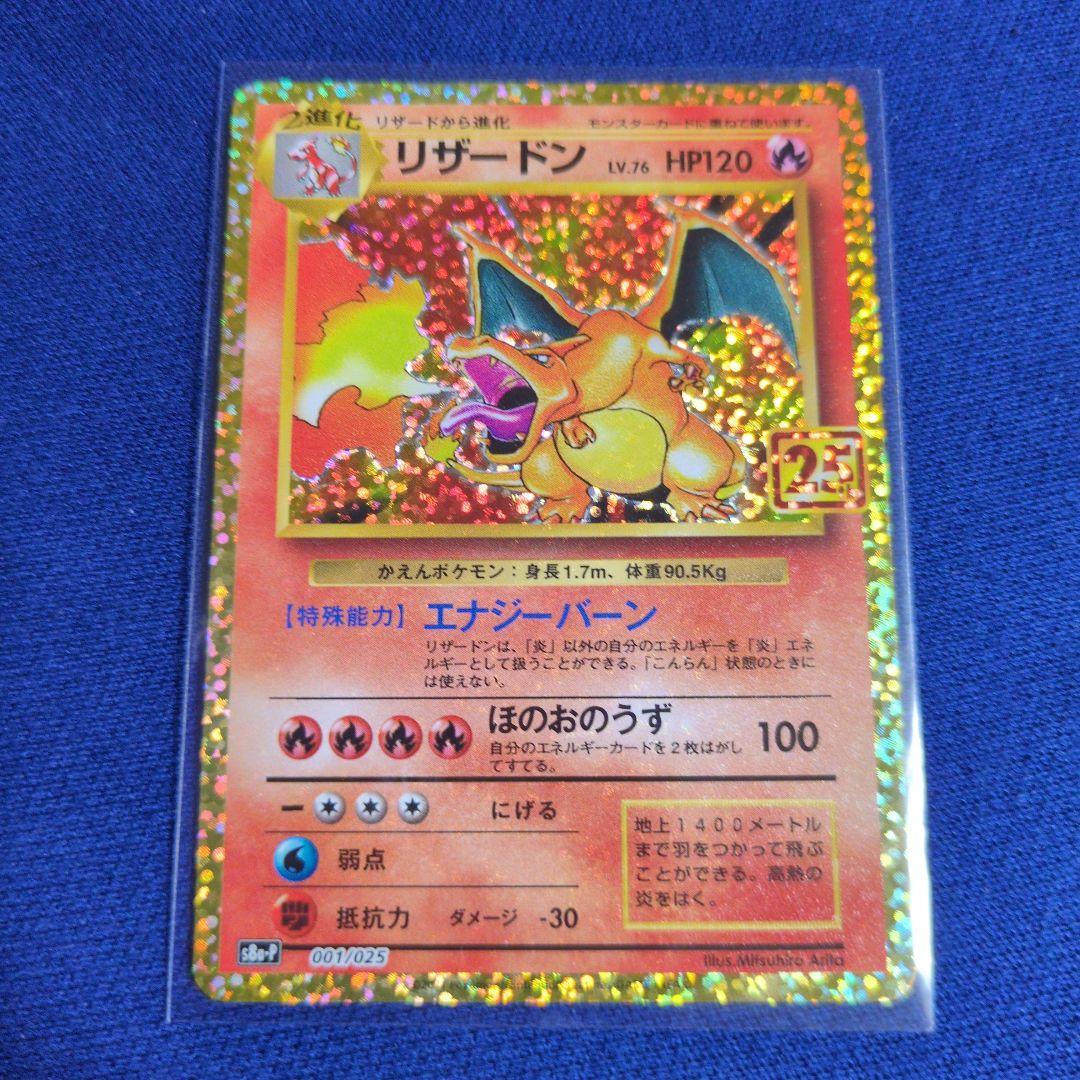 2進化 リザードから進化 モンスターカードに重ねて使います。
リザードン LV.76 HP120
25
かえんポケモン：身長1.7m、体重90.5Kg
【特殊能力】エナジーバーン
リザードンは、「炎」以外の自分のエネルギーを「炎」エネ
ルギーとして扱うことができる。「こんらん」状態のときに
は使えない。
ほのおのうず 100
自分のエネルギーカードを２枚はがし
てすてる。
ー にげる
弱点
抵抗力 ダメージ -30
地上１４００メートル
まで羽をつかって飛ぶ
ことができる。高熱の
炎をはく。
s8a-P 001/025 Illus.Mitsuhiro Arita